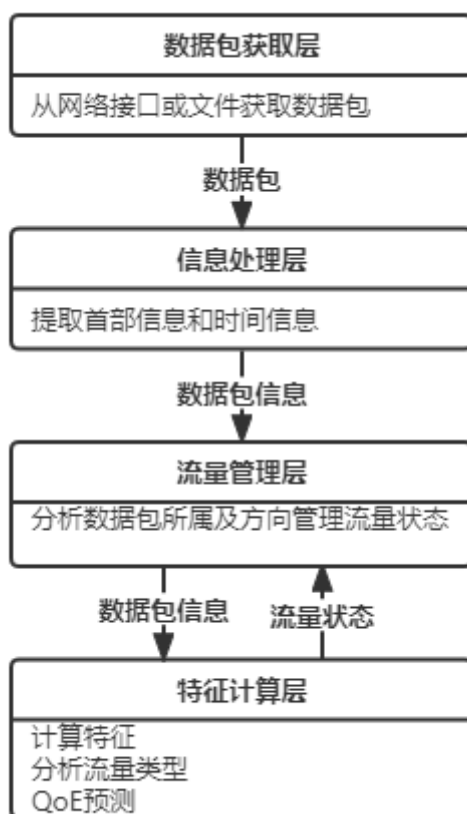 数据包获取层
从网络接口或文件获取数据包
数据包
信息处理层
提取首部信息和时间信息
数据包信息
流量管理层
分析数据包所属及方向管理流量状态
数据包信息
流量状态
特征计算层
计算特征
分析流量类型
QoE预测